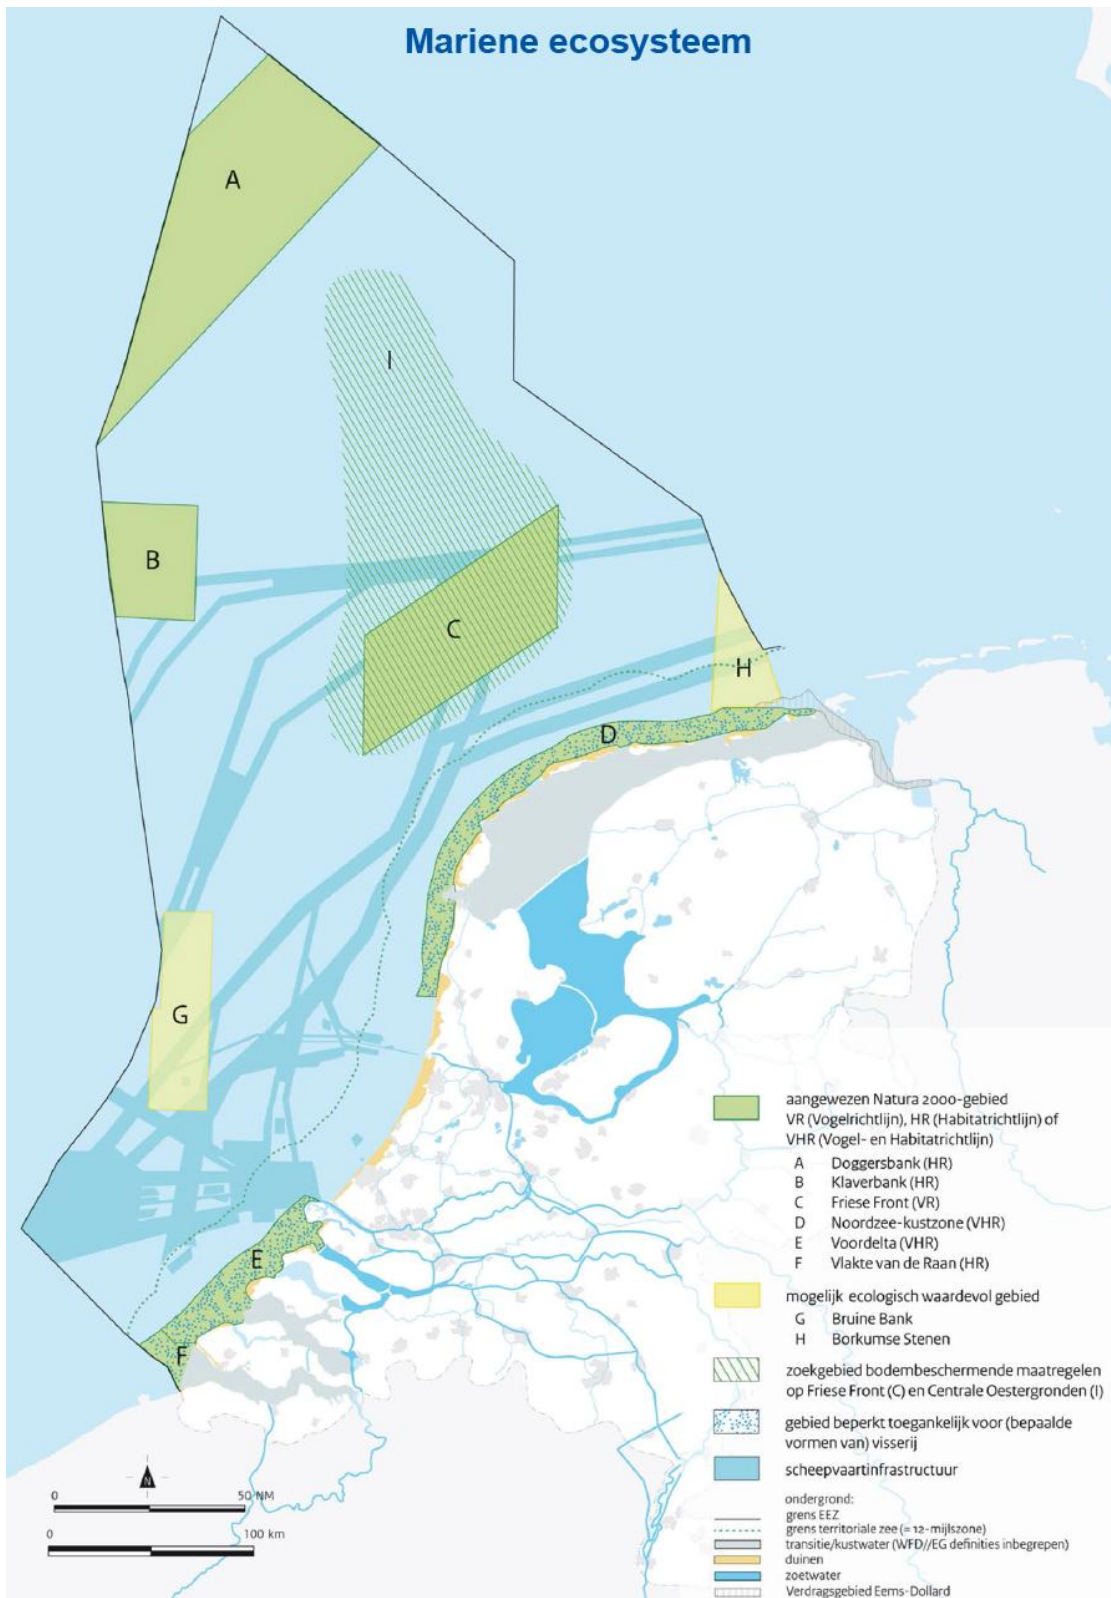 Mariene ecosysteem
A
I
B
C
H
D
G
E
F
aangewezen Natura 2000-gebied
VR (Vogelrichtlijn), HR (Habitatrichtlijn) of
VHR (Vogel- en Habitatrichtlijn)
A Doggersbank (HR)
B Klaverbank (HR)
C Friese Front (VR)
D Noordzee-kustzone (VHR)
E Voordelta (VHR)
F Vlakte van de Raan (HR)
mogelijk ecologisch waardevol gebied
G Bruine Bank
H Borkumse Stenen
zoekgebied bodembeschermende maatregelen
op Friese Front (C) en Centrale Oestergronden (I)
gebied beperkt toegankelijk voor (bepaalde
vormen van) visserij
scheepvaartinfrastructuur
ondergrond:
grens EEZ
grens territoriale zee (= 12-mijlszone)
transitie/kustwater (WFD//EG definities inbegrepen)
duinen
zoetwater
Verdragsgebied Eems-Dollard
N
0 50 NM
0 100 km